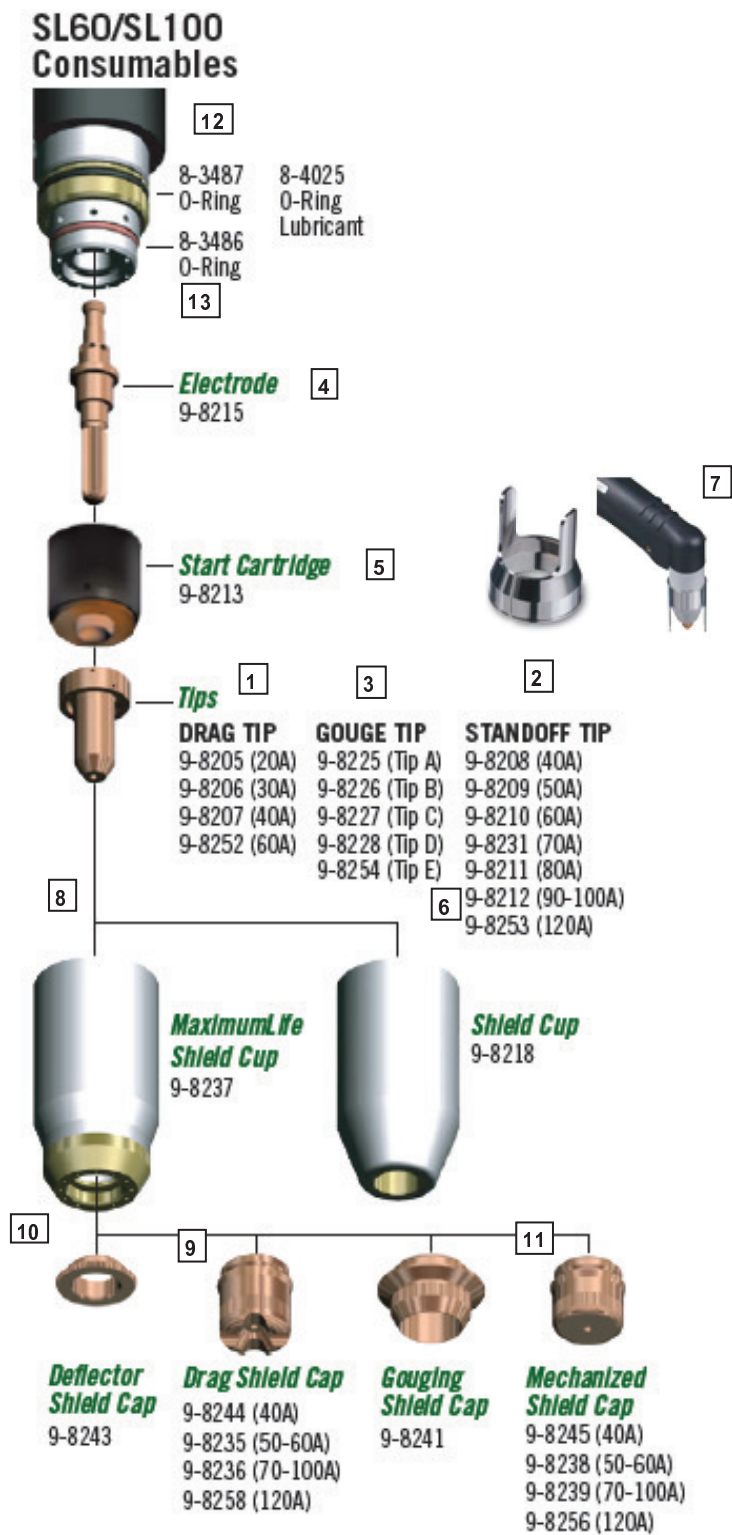 SL60/SL100
Consumables
12
8-3487
O-Ring
8-4025
O-Ring
Lubricant
8-3486
O-Ring
13
Electrode
9-8215
4
7
Start Cartridge
9-8213
5
1
3
2
Tips
DRAG TIP
9-8205 (20A)
9-8206 (30A)
9-8207 (40A)
9-8252 (60A)
GOUGE TIP
9-8225 (Tip A)
9-8226 (Tip B)
9-8227 (Tip C)
9-8228 (Tip D)
9-8254 (Tip E)
STANDOFF TIP
9-8208 (40A)
9-8209 (50A)
9-8210 (60A)
9-8231 (70A)
9-8211 (80A)
9-8212 (90-100A)
9-8253 (120A)
8
6
MaximumLife
Shield Cup
9-8237
Shield Cup
9-8218
10
9
11
Deflector
Shield Cap
9-8243
Drag Shield Cap
9-8244 (40A)
9-8235 (50-60A)
9-8236 (70-100A)
9-8258 (120A)
Gouging
Shield Cap
9-8241
Mechanized
Shield Cap
9-8245 (40A)
9-8238 (50-60A)
9-8239 (70-100A)
9-8256 (120A)